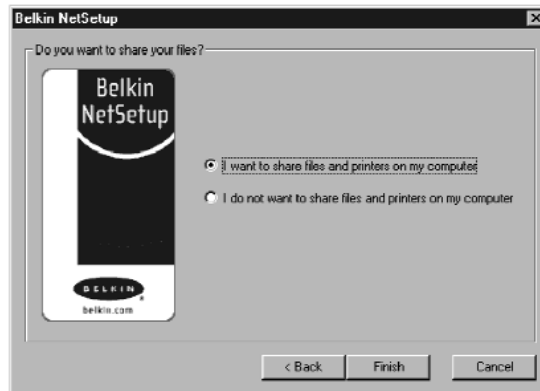 Belkin NetSetup
Do you want to share your files?
Belkin
NetSetup
I want to share files and printers on my computer
I do not want to share files and printers on my computer
BELKIN
belkin.com
< Back
Finish
Cancel